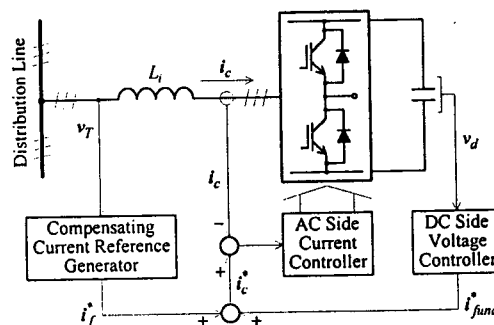 Distribution Line
L_i
i_c
v_T
v_d
i_c
Compensating
Current Reference
Generator
AC Side
Current
Controller
DC Side
Voltage
Controller
−
+
i_c^*
i_f^*
+
+
i_fund^*